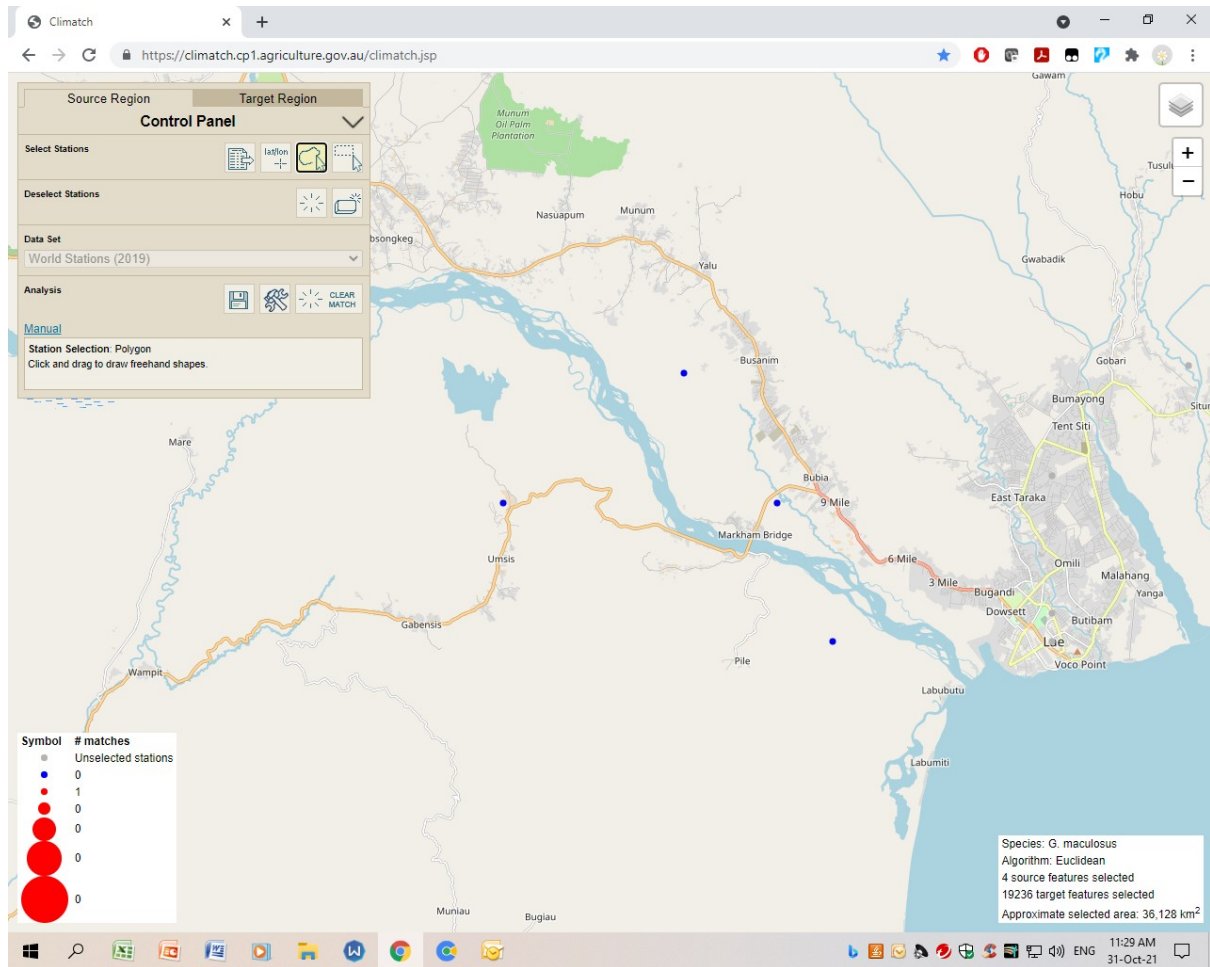 Climatch
https://climatch.cp1.agriculture.gov.au/climatch.jsp
Source Region
Target Region
Control Panel
Select Stations
lat/lon
Deselect Stations
Data Set
World Stations (2019)
Analysis
CLEAR
MATCH
Manual
Station Selection: Polygon
Click and drag to draw freehand shapes.
Gawam
Munum
Oil Palm
Plantation
Tusulu
Hobu
Nasuapum
Munum
bsongkeg
Yalu
Gwabadik
Busanim
Gobari
Bumayong
Situm
Tent Siti
Mare
Bubia
9 Mile
East Taraka
Markham Bridge
Umsis
6 Mile
Omili
3 Mile
Malahang
Bugandi
Yanga
Dowsett
Butibam
Gabensis
Lae
Voco Point
Pile
Wampit
Labubutu
Labumiti
Muniau
Bugiau
Symbol # matches
Unselected stations
0
1
0
0
0
0
Species: G. maculosus
Algorithm: Euclidean
4 source features selected
19236 target features selected
Approximate selected area: 36,128 km²
ENG
11:29 AM
31-Oct-21